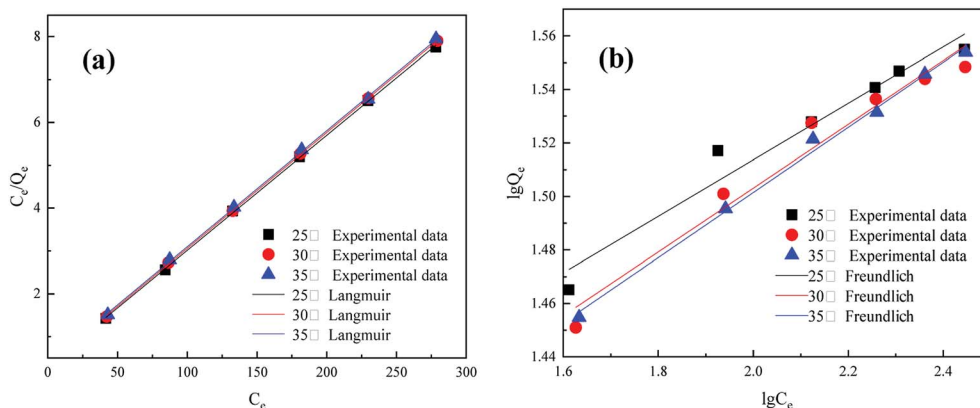 (a)
8
6
4
2
C_e/Q_e
25□ Experimental data
30□ Experimental data
35□ Experimental data
25□ Langmuir
30□ Langmuir
35□ Langmuir
0 50 100 150 200 250 300
C_e
(b)
1.56
1.54
1.52
1.50
1.48
1.46
1.44
lgQ_e
25□ Experimental data
30□ Experimental data
35□ Experimental data
25□ Freundlich
30□ Freundlich
35□ Freundlich
1.6 1.8 2.0 2.2 2.4
lgC_e